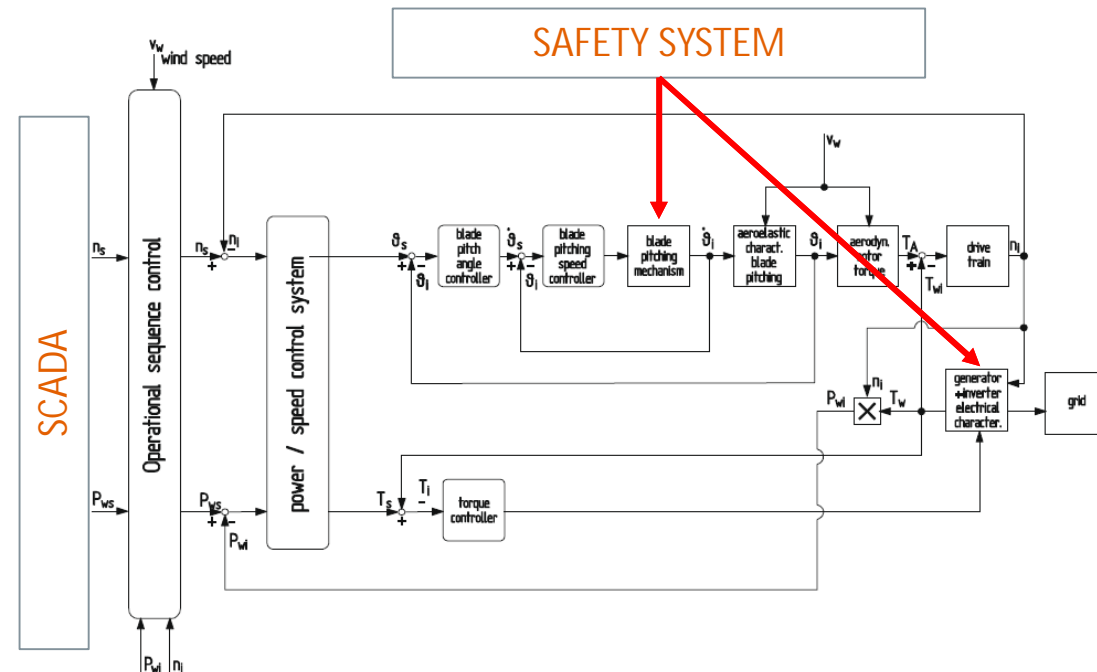 SAFETY SYSTEM
v_w
wind speed
SCADA
Operational sequence control
n_s
n_s
n_i
+
-
power / speed control system
ϑ_s
+
-
ϑ_i
blade
pitch
angle
controller
ϑ̇_s
+
-
ϑ̇_i
blade
pitching
speed
controller
blade
pitching
mechanism
ϑ̇_i
aeroelastic
charact.
blade
pitching
ϑ_i
v_w
aerodyn.
rotor
torque
T_A
+
-
T_wi
drive
train
n_i
P_wi
n_i
×
T_w
generator
+inverter
electrical
character.
grid
P_ws
P_ws
+
-
P_wi
T_s
+
T_i
-
torque
controller
P_wi
n_i